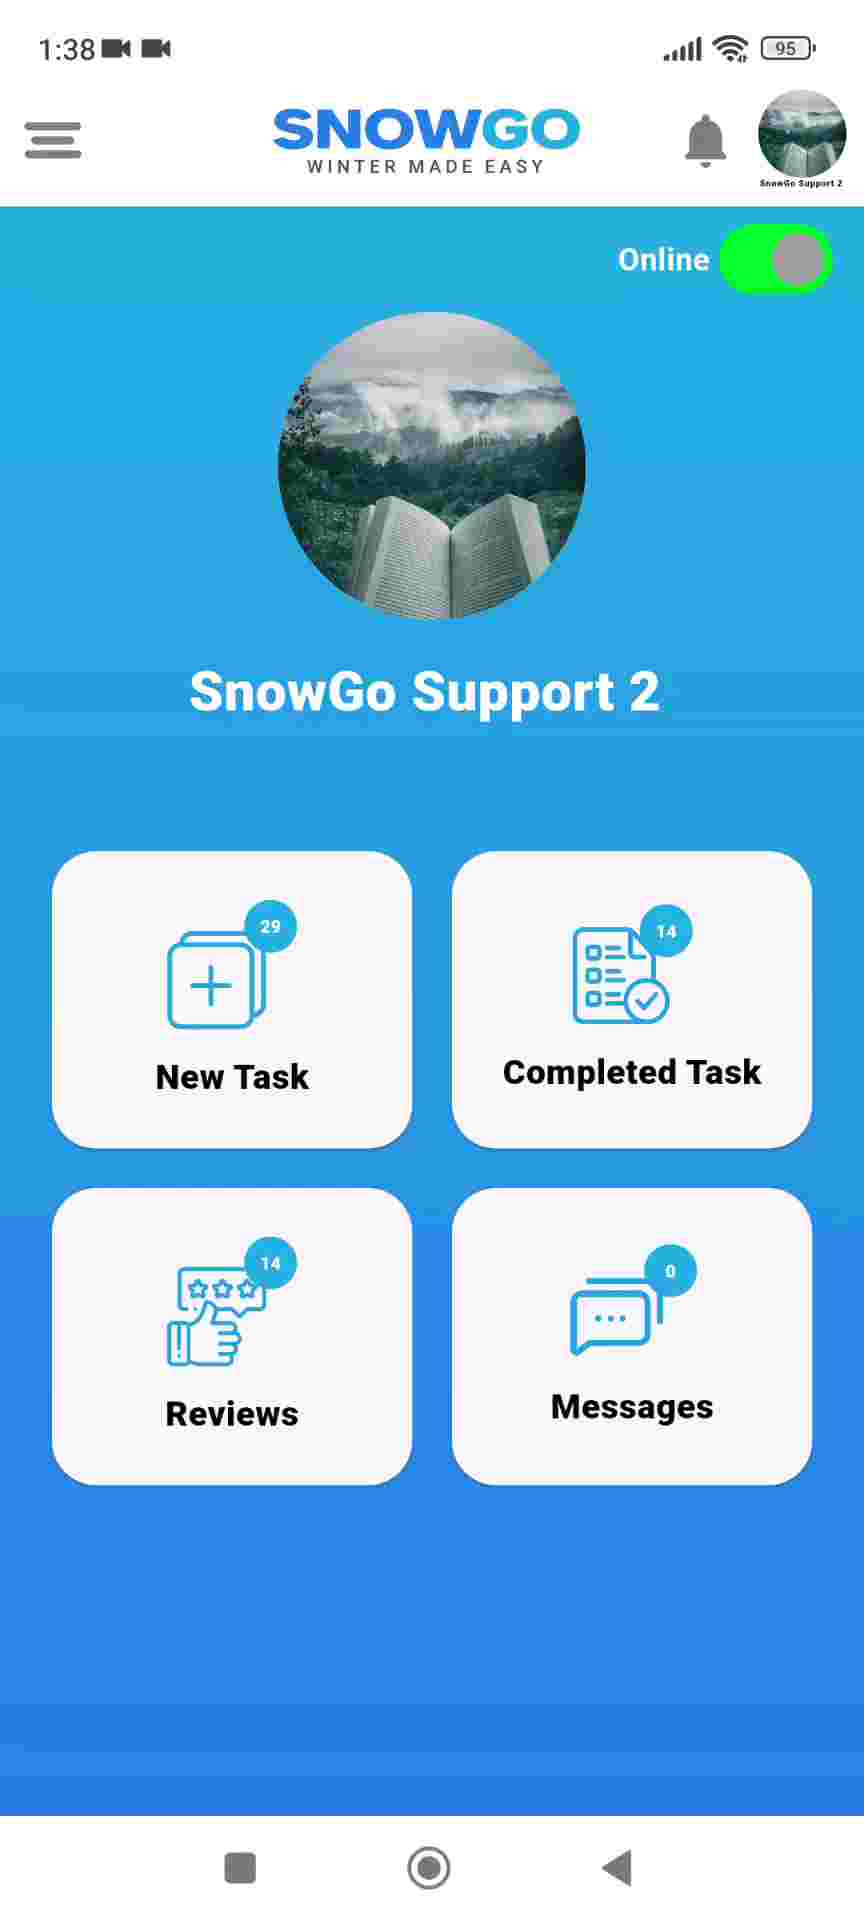 1:38
95
SNOWGO
WINTER MADE EASY
SnowGo Support 2
Online
SnowGo Support 2
29
New Task
14
Completed Task
14
Reviews
0
Messages